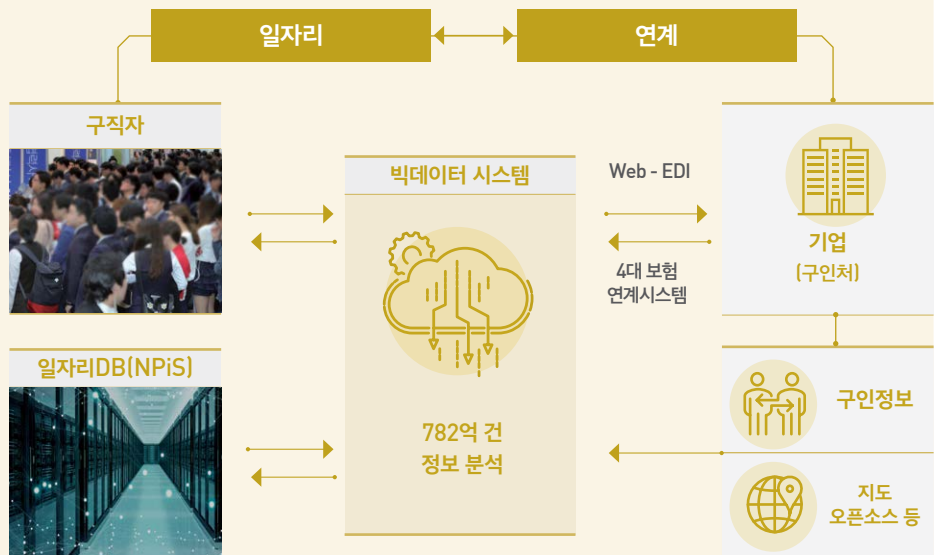 일자리
연계
구직자
빅데이터 시스템
Web - EDI
4대 보험
연계시스템
기업
(구인처)
일자리DB(NPiS)
782억 건
정보 분석
구인정보
지도
오픈소스 등